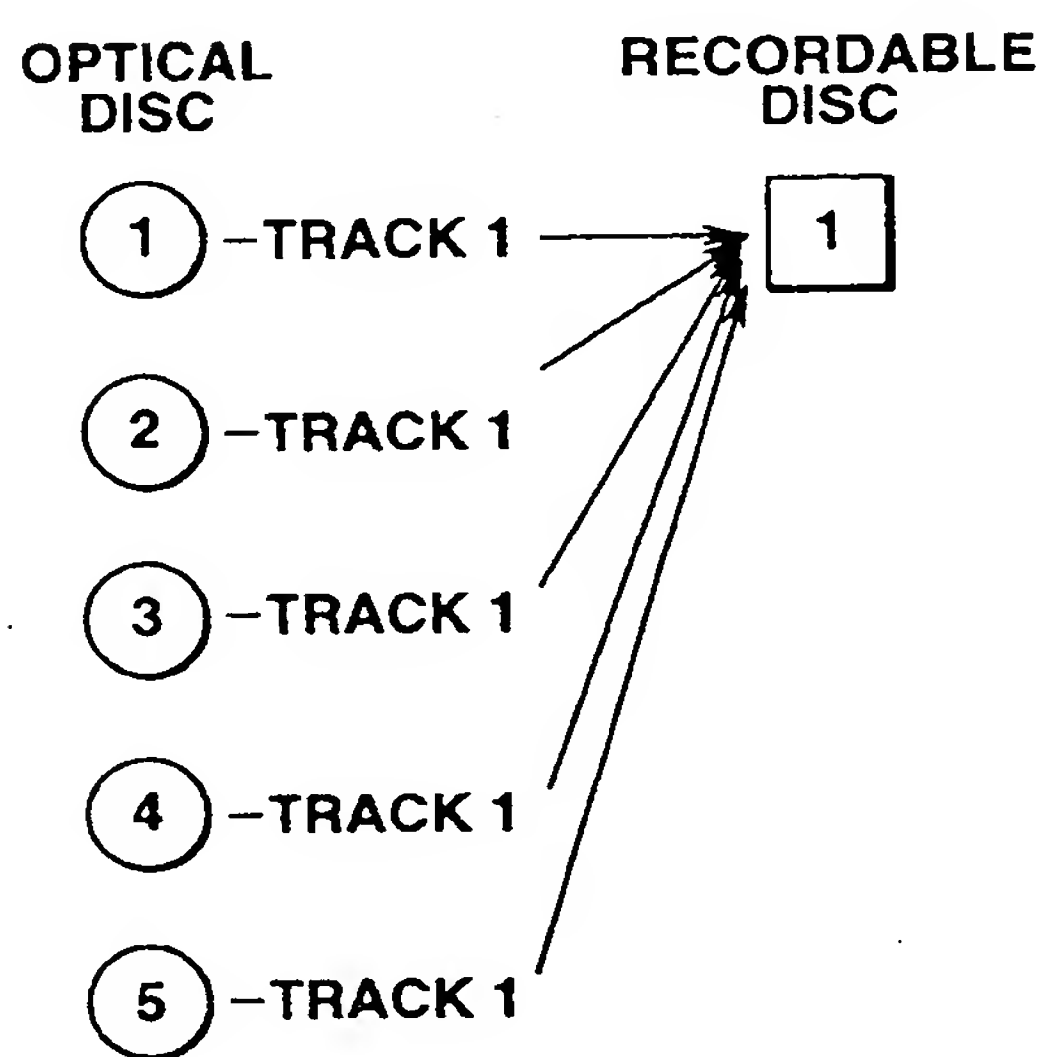 OPTICAL
DISC
RECORDABLE
DISC
1 –TRACK 1
1
2 –TRACK 1
3 –TRACK 1
4 –TRACK 1
5 –TRACK 1